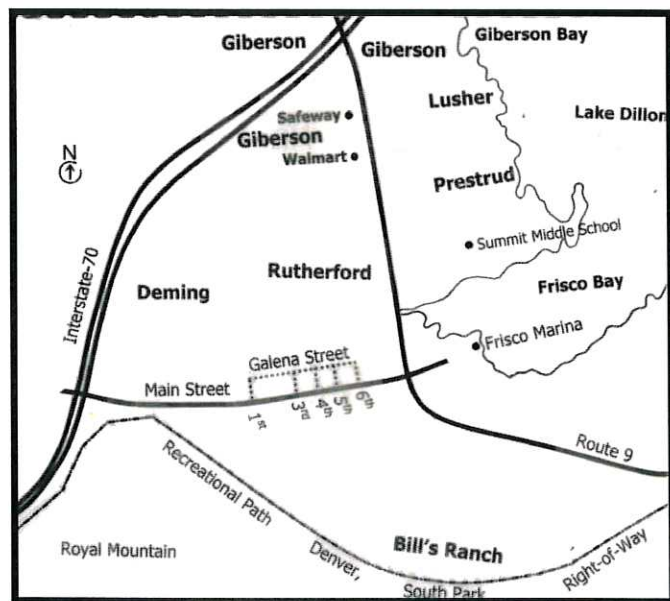 Giberson
Giberson
Giberson Bay
Lusher
Lake Dillon
Safeway
Giberson
Walmart
N
Prestrud
Summit Middle School
Interstate-70
Deming
Rutherford
Frisco Bay
Frisco Marina
Galena Street
Main Street
1st
3rd
4th
5th
6th
Route 9
Recreational Path
Royal Mountain
Denver,
Bill's Ranch
South Park
Right-of-Way